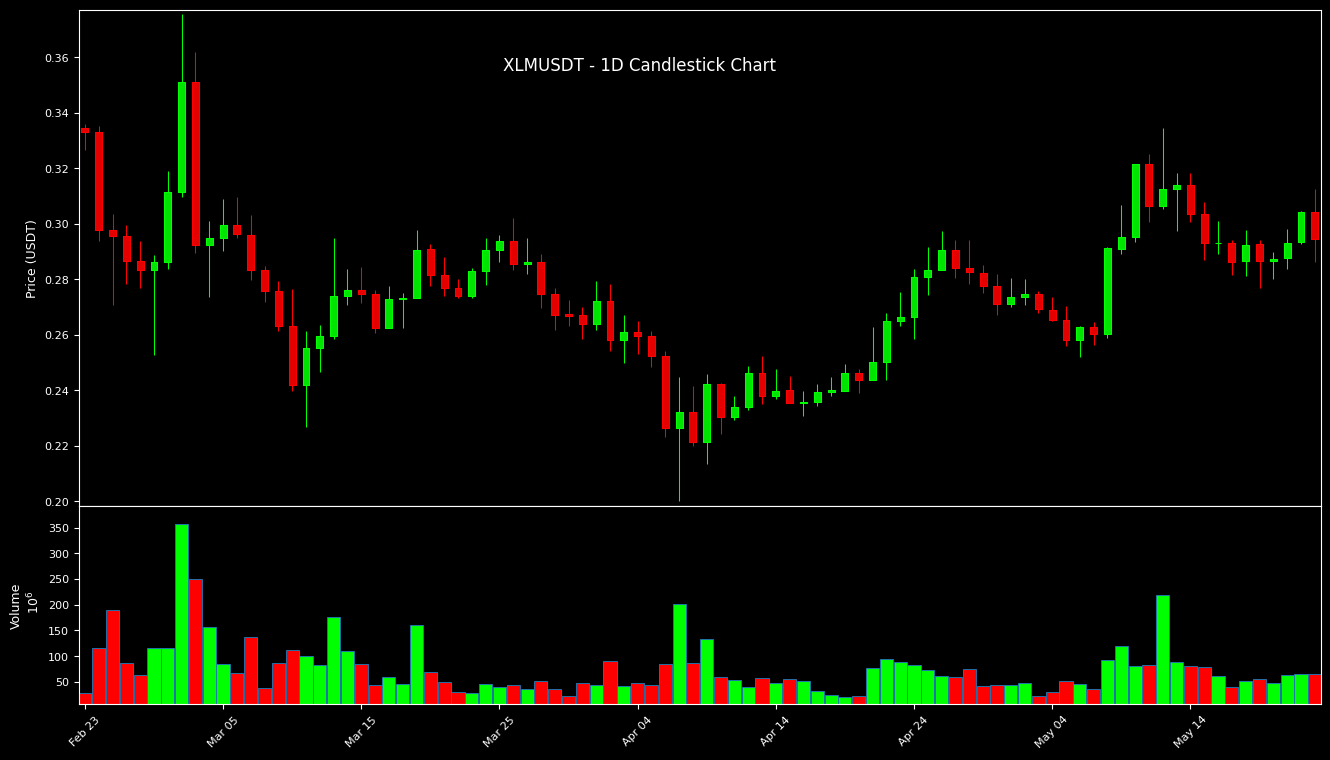 XLMUSDT - 1D Candlestick Chart
Price (USDT)
0.36
0.34
0.32
0.30
0.28
0.26
0.24
0.22
0.20
Volume
10^6
350
300
250
200
150
100
50
Feb 23
Mar 05
Mar 15
Mar 25
Apr 04
Apr 14
Apr 24
May 04
May 14